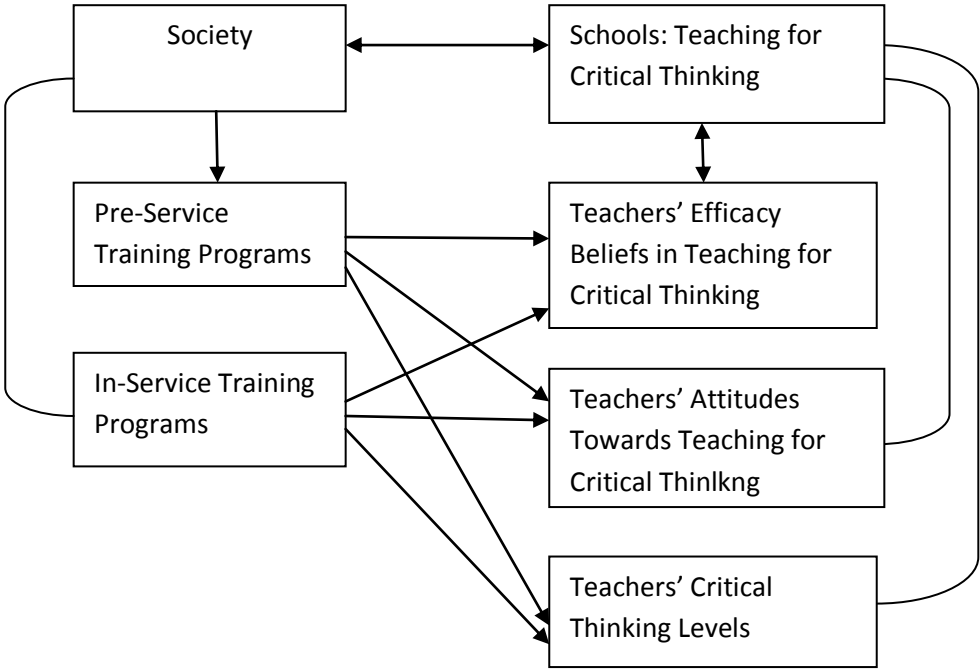 Society
Schools: Teaching for
Critical Thinking
Pre-Service
Training Programs
Teachers’ Efficacy
Beliefs in Teaching for
Critical Thinking
In-Service Training
Programs
Teachers’ Attitudes
Towards Teaching for
Critical Thinlkng
Teachers’ Critical
Thinking Levels